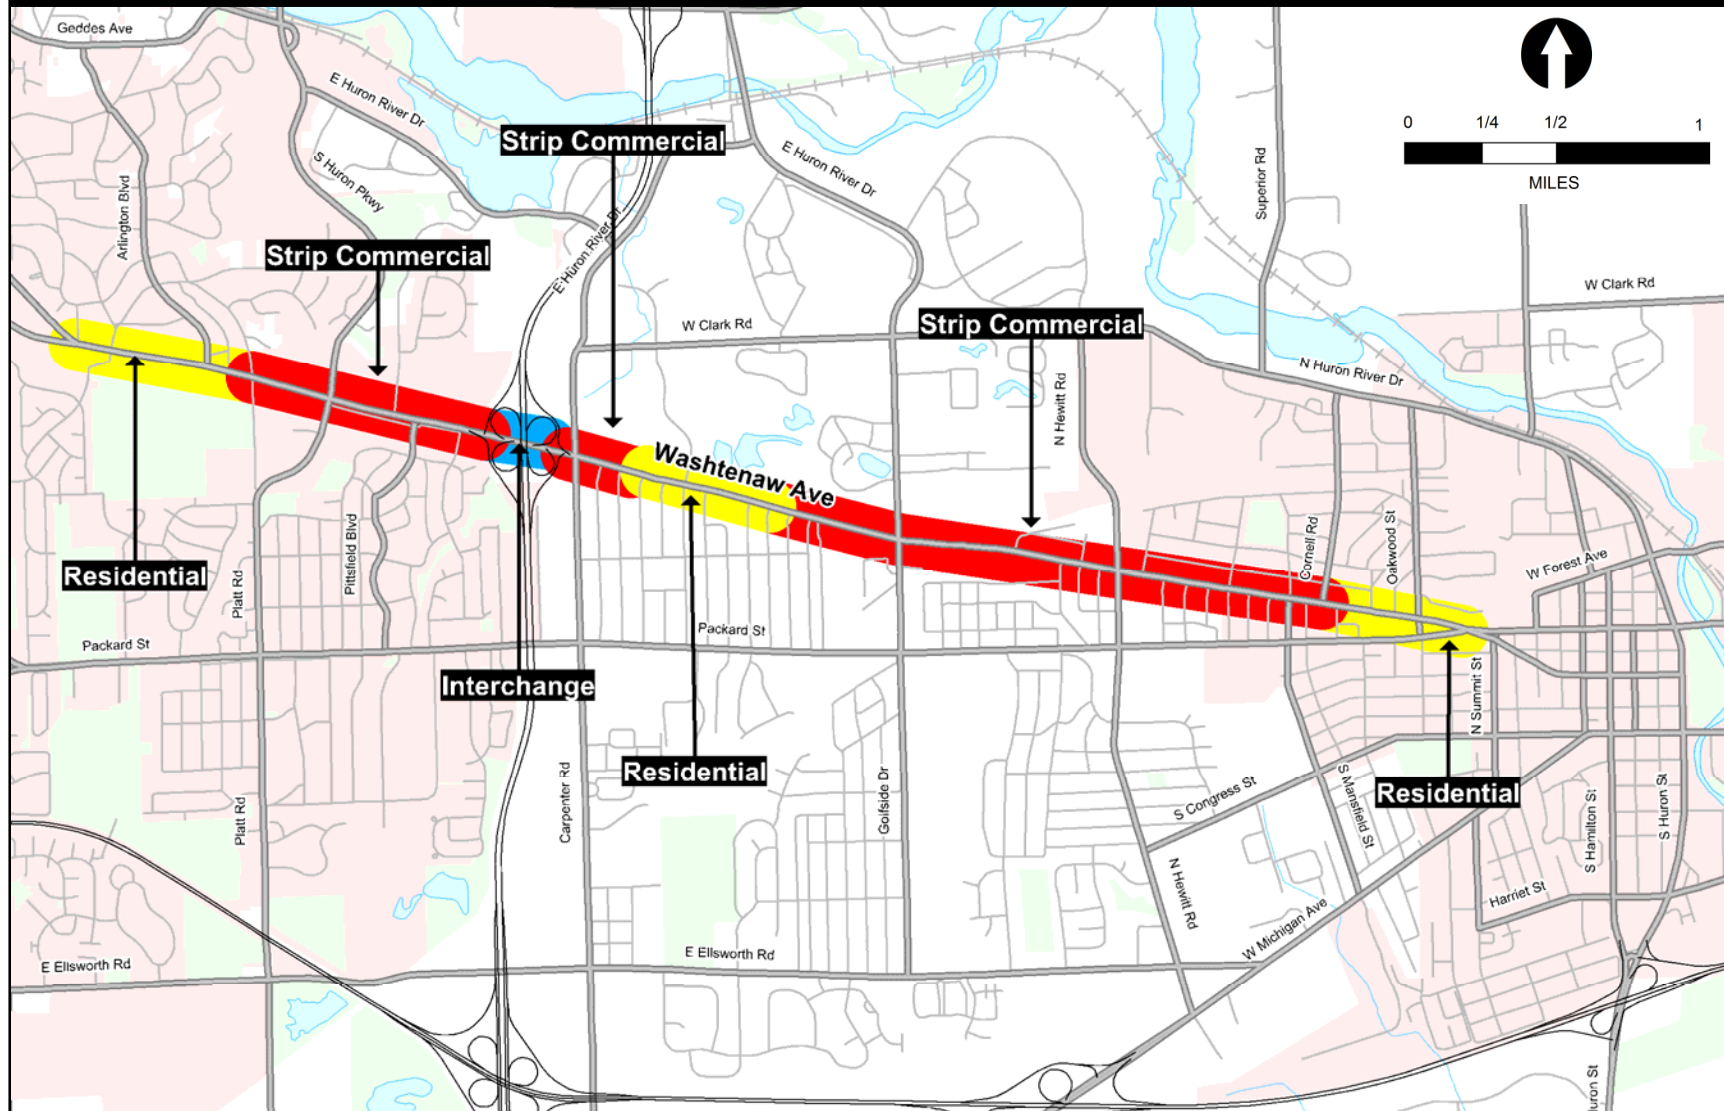 Geddes Ave
E Huron River Dr
Strip Commercial
0 1/4 1/2 1
MILES
E Huron River Dr
S Huron Pkwy
Arlington Blvd
Superior Rd
E Huron River Dr
Strip Commercial
W Clark Rd
W Clark Rd
Strip Commercial
N Huron River Dr
N Hewitt Rd
Washtenaw Ave
Cornell Rd
Oakwood St
W Forest Ave
Residential
Platt Rd
Pittsfield Blvd
Packard St
Packard St
Interchange
N Summit St
Residential
Residential
Platt Rd
Carpenter Rd
Golfside Dr
S Congress St
S Mansfield St
S Hamilton St
S Huron St
N Hewitt Rd
Harriet St
W Michigan Ave
E Ellsworth Rd
E Ellsworth Rd
uron St